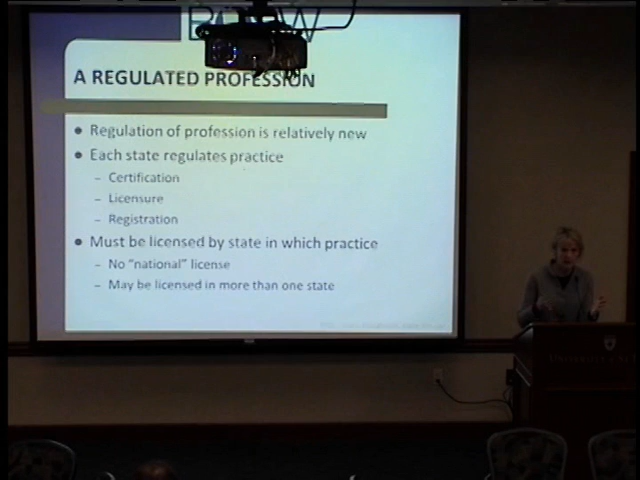 A REGULATED PROFESSION
• Regulation of profession is relatively new
• Each state regulates practice
– Certification
– Licensure
– Registration
• Must be licensed by state in which practice
– No “national” license
– May be licensed in more than one state